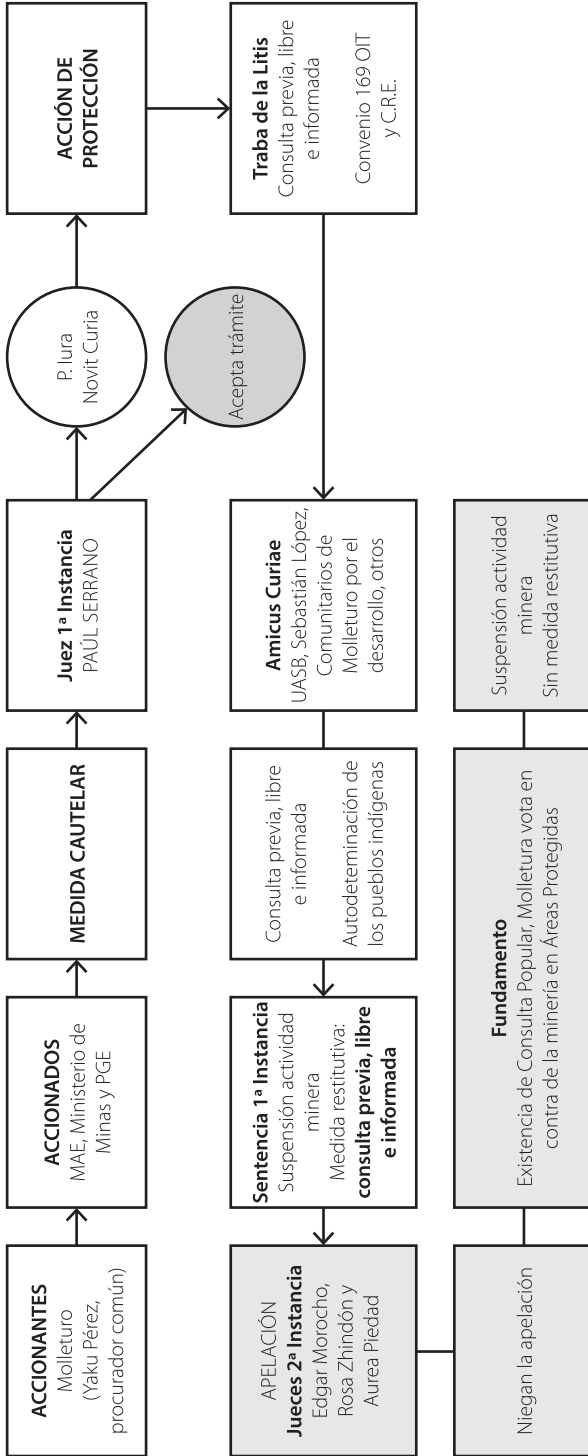 ACCIONANTES
Molleturo
(Yaku Pérez,
procurador común)
ACCIONADOS
MAE, Ministerio de
Minas y PGE
MEDIDA CAUTELAR
Juez 1ª Instancia
PAÚL SERRANO
P. Iura
Novit Curia
Acepta trámite
ACCIÓN DE
PROTECCIÓN
Traba de la Litis
Consulta previa, libre
e informada
Convenio 169 OIT
y C.R.E.
Amicus Curiae
UASB, Sebastián López,
Comunitarios de
Molleturo por el
desarrollo, otros
Consulta previa, libre
e informada
Autodeteminación de
los pueblos indígenas
Sentencia 1ª Instancia
Suspensión actividad
minera
Medida restitutiva:
consulta previa, libre
e informada
APELACIÓN
Jueces 2ª Instancia
Edgar Morocho,
Rosa Zhindón y
Aurea Piedad
Niegan la apelación
Fundamento
Existencia de Consulta Popular, Molletura vota en
contra de la minería en Áreas Protegidas
Suspensión actividad
minera
Sin medida restitutiva